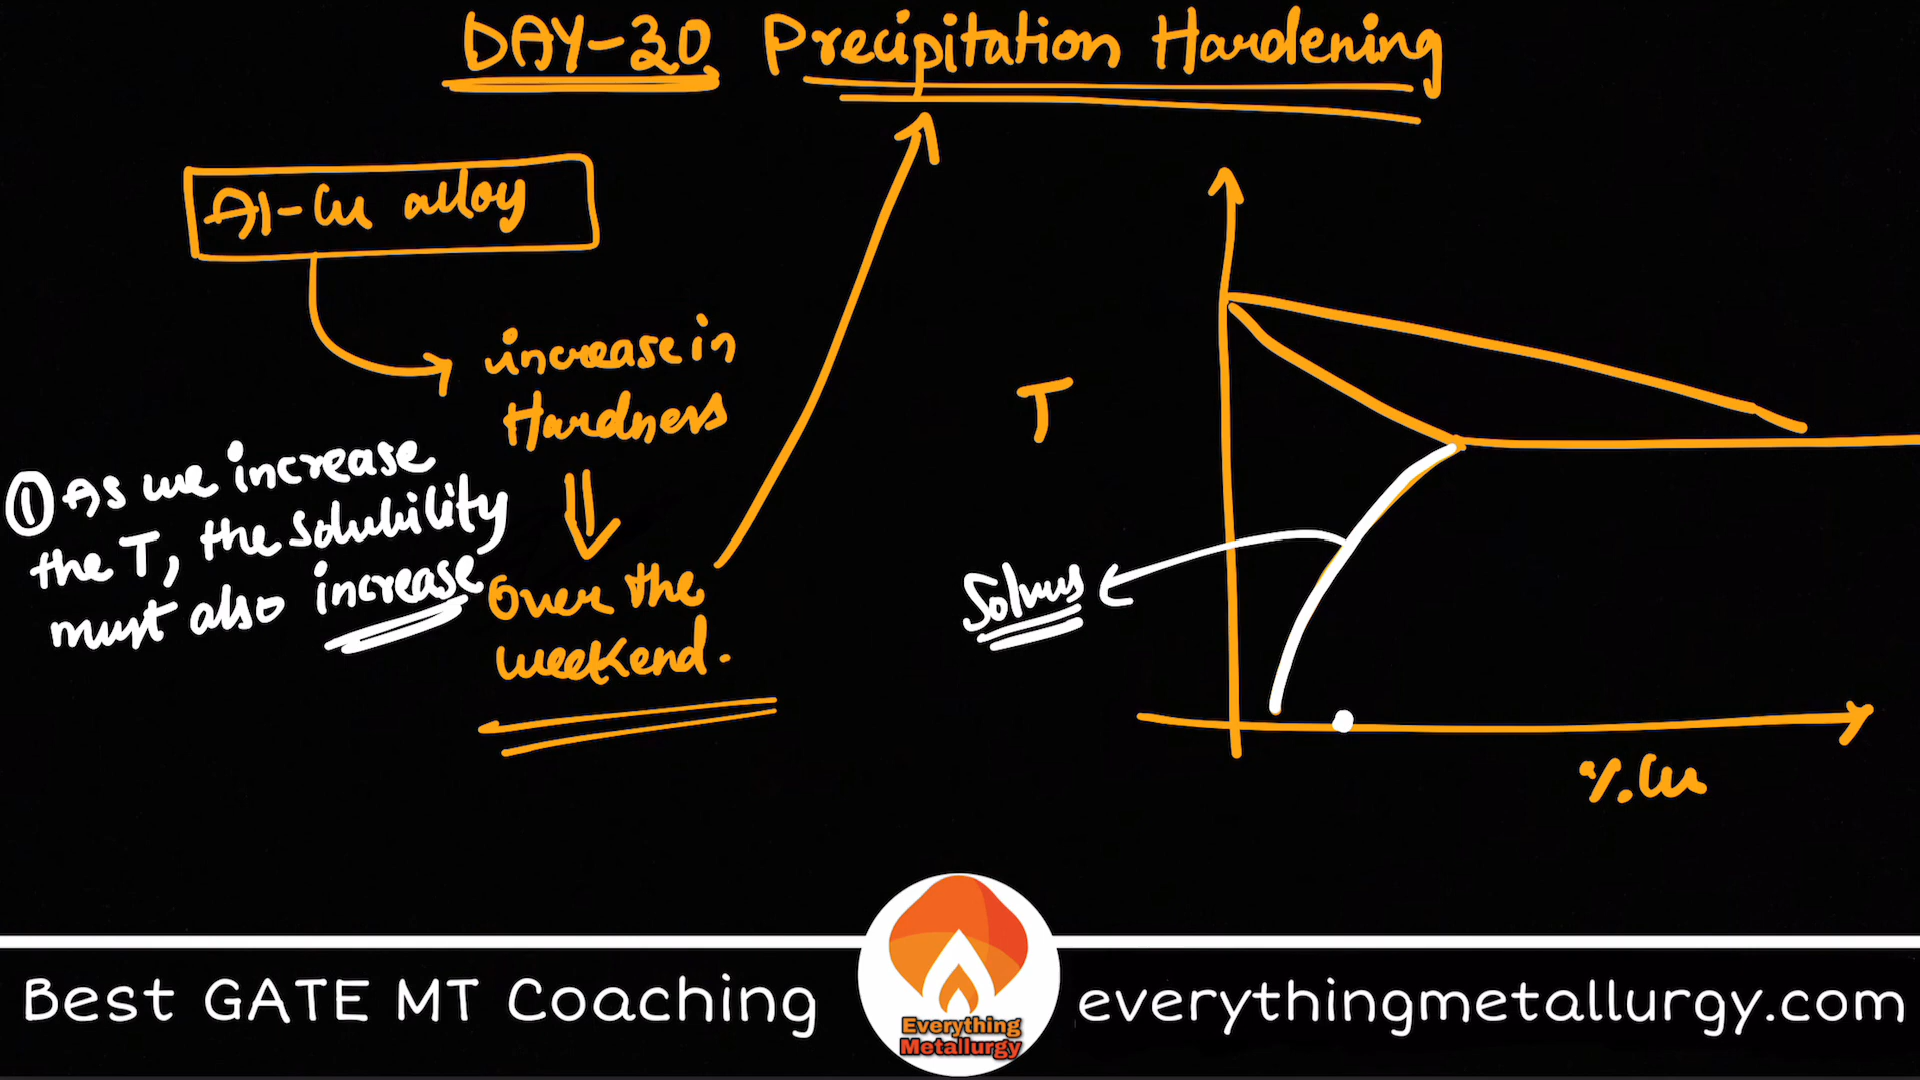 DAY-30 Precipitation Hardening
Al-Cu alloy
increase in
Hardness
① As we increase
the T, the solubility
must also increase
Over the
weekend.
T
Solvus
%.Cu
Best GATE MT Coaching
Everything
Metallurgy
everythingmetallurgy.com